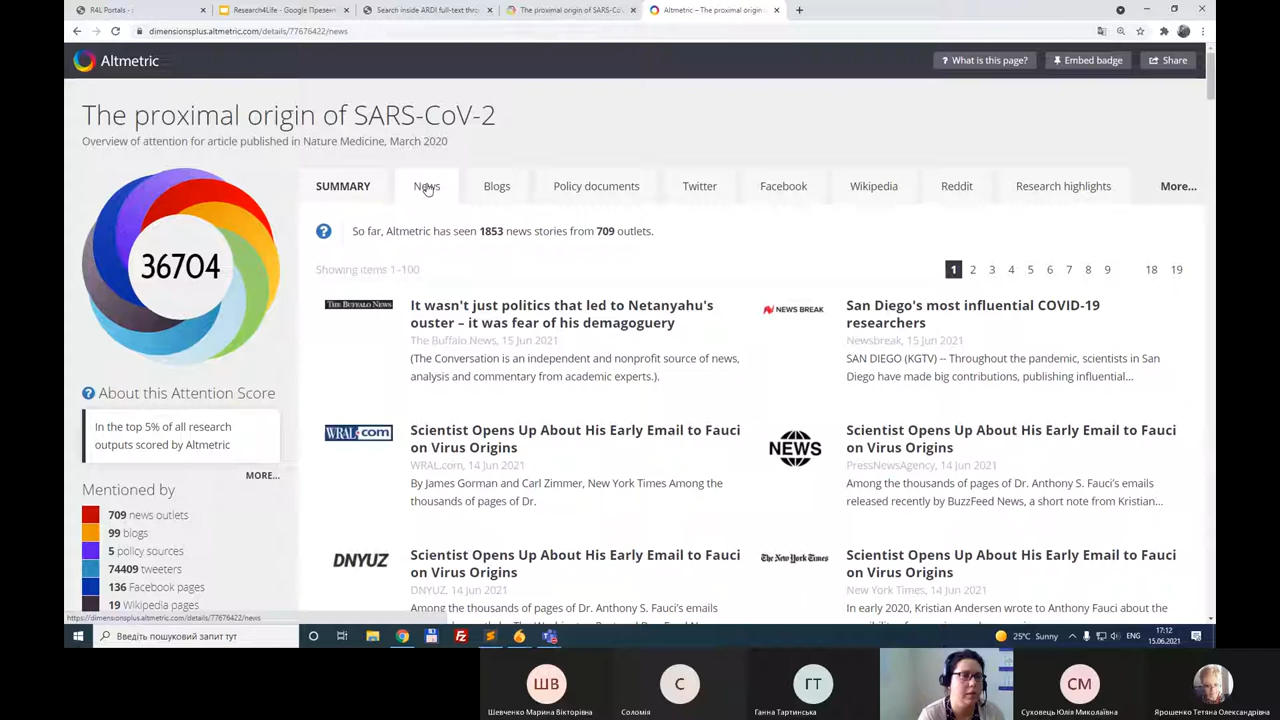 R4L Portals -
Research4Life - Google Презент
Search inside ARDI full-text thro
The proximal origin of SARS-CoV
Altmetric – The proximal origin
dimensionsplus.altmetric.com/details/77676422/news
Altmetric
? What is this page?
Embed badge
Share
The proximal origin of SARS-CoV-2
Overview of attention for article published in Nature Medicine, March 2020
SUMMARY
News
Blogs
Policy documents
Twitter
Facebook
Wikipedia
Reddit
Research highlights
More...
36704
? So far, Altmetric has seen 1853 news stories from 709 outlets.
Showing items 1–100
1 2 3 4 5 6 7 8 9 18 19
THE BUFFALO NEWS
It wasn't just politics that led to Netanyahu's
ouster – it was fear of his demagoguery
The Buffalo News, 15 Jun 2021
(The Conversation is an independent and nonprofit source of news,
analysis and commentary from academic experts.).
NEWS BREAK
San Diego's most influential COVID-19
researchers
Newsbreak, 15 Jun 2021
SAN DIEGO (KGTV) -- Throughout the pandemic, scientists in San
Diego have made big contributions, publishing influential…
WRAL.com
Scientist Opens Up About His Early Email to Fauci
on Virus Origins
WRAL.com, 14 Jun 2021
By James Gorman and Carl Zimmer, New York Times Among the
thousands of pages of Dr.
NEWS
Scientist Opens Up About His Early Email to Fauci
on Virus Origins
PressNewsAgency, 14 Jun 2021
Among the thousands of pages of Dr. Anthony S. Fauci's emails
released recently by BuzzFeed News, a short note from Kristian…
DNYUZ
Scientist Opens Up About His Early Email to Fauci
on Virus Origins
DNYUZ, 14 Jun 2021
Among the thousands of pages of Dr. Anthony S. Fauci's emails
The New York Times
Scientist Opens Up About His Early Email to Fauci
on Virus Origins
New York Times, 14 Jun 2021
In early 2020, Kristian Andersen wrote to Anthony Fauci about the
? About this Attention Score
In the top 5% of all research
outputs scored by Altmetric
MORE...
Mentioned by
709 news outlets
99 blogs
5 policy sources
74409 tweeters
136 Facebook pages
19 Wikipedia pages
https://dimensionsplus.altmetric.com/details/77676422/news
Введіть пошуковий запит тут
25°C Sunny
ENG
17:12
15.06.2021
ШВ
Шевченко Марина Вікторівна
С
Соломія
ГТ
Ганна Тартинська
СМ
Суховець Юлія Миколаївна
Ярошенко Тетяна Олександрівна